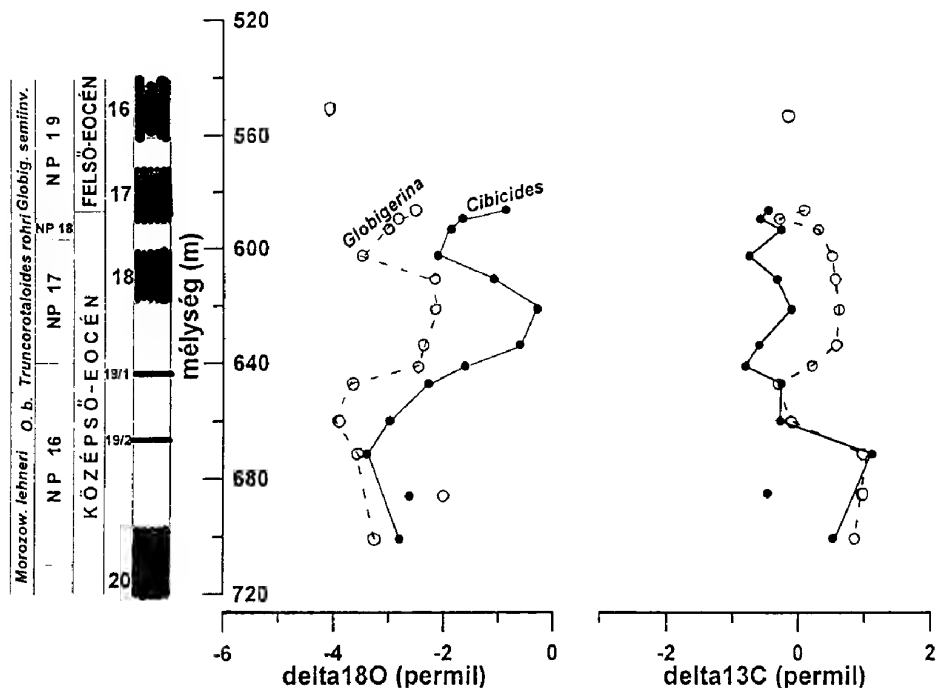 Morozow. lehneri
O. b.
Truncorotaloides rohri
Globig. semiinv.
NP 16
NP 17
NP 18
NP 19
KÖZÉPSŐ-EOCÉN
FELSŐ-EOCÉN
16
17
18
19/1
19/2
20
mélység (m)
520
560
600
640
680
720
Globigerina
Cibicides
-6
-4
-2
0
delta18O (permil)
0
2
delta13C (permil)